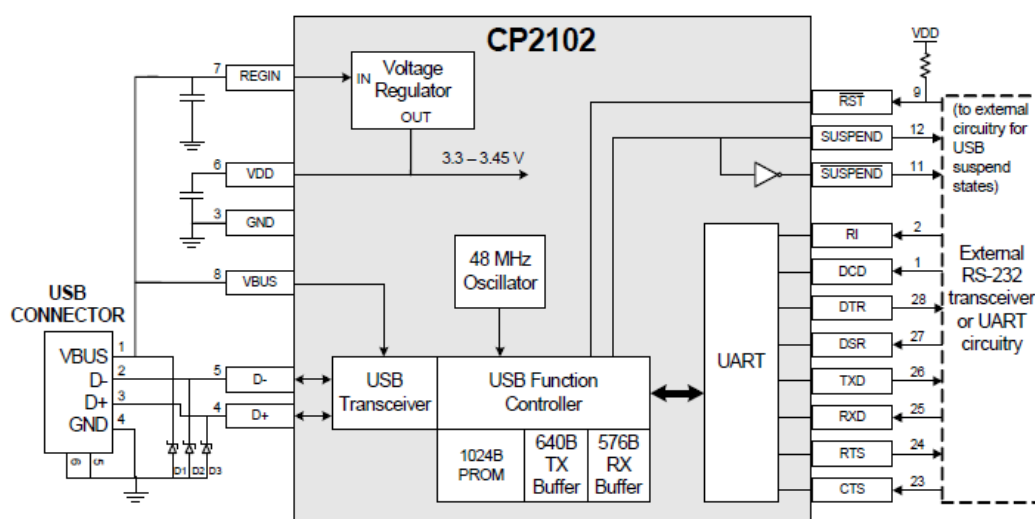 CP2102
VDD
7
REGIN
IN
Voltage
Regulator
OUT
9
RST
(to external
circuitry for
USB
suspend
states)
12
SUSPEND
6
VDD
3.3 – 3.45 V
11
SUSPEND
3
GND
48 MHz
Oscillator
2
RI
8
VBUS
1
DCD
External
RS-232
transceiver
or UART
circuitry
28
DTR
USB
CONNECTOR
VBUS
1
D-
2
D+
3
GND
4
6
5
D1
D2
D3
5
D-
4
D+
USB
Transceiver
USB Function
Controller
UART
27
DSR
26
TXD
25
RXD
1024B
PROM
640B
TX
Buffer
576B
RX
Buffer
24
RTS
23
CTS